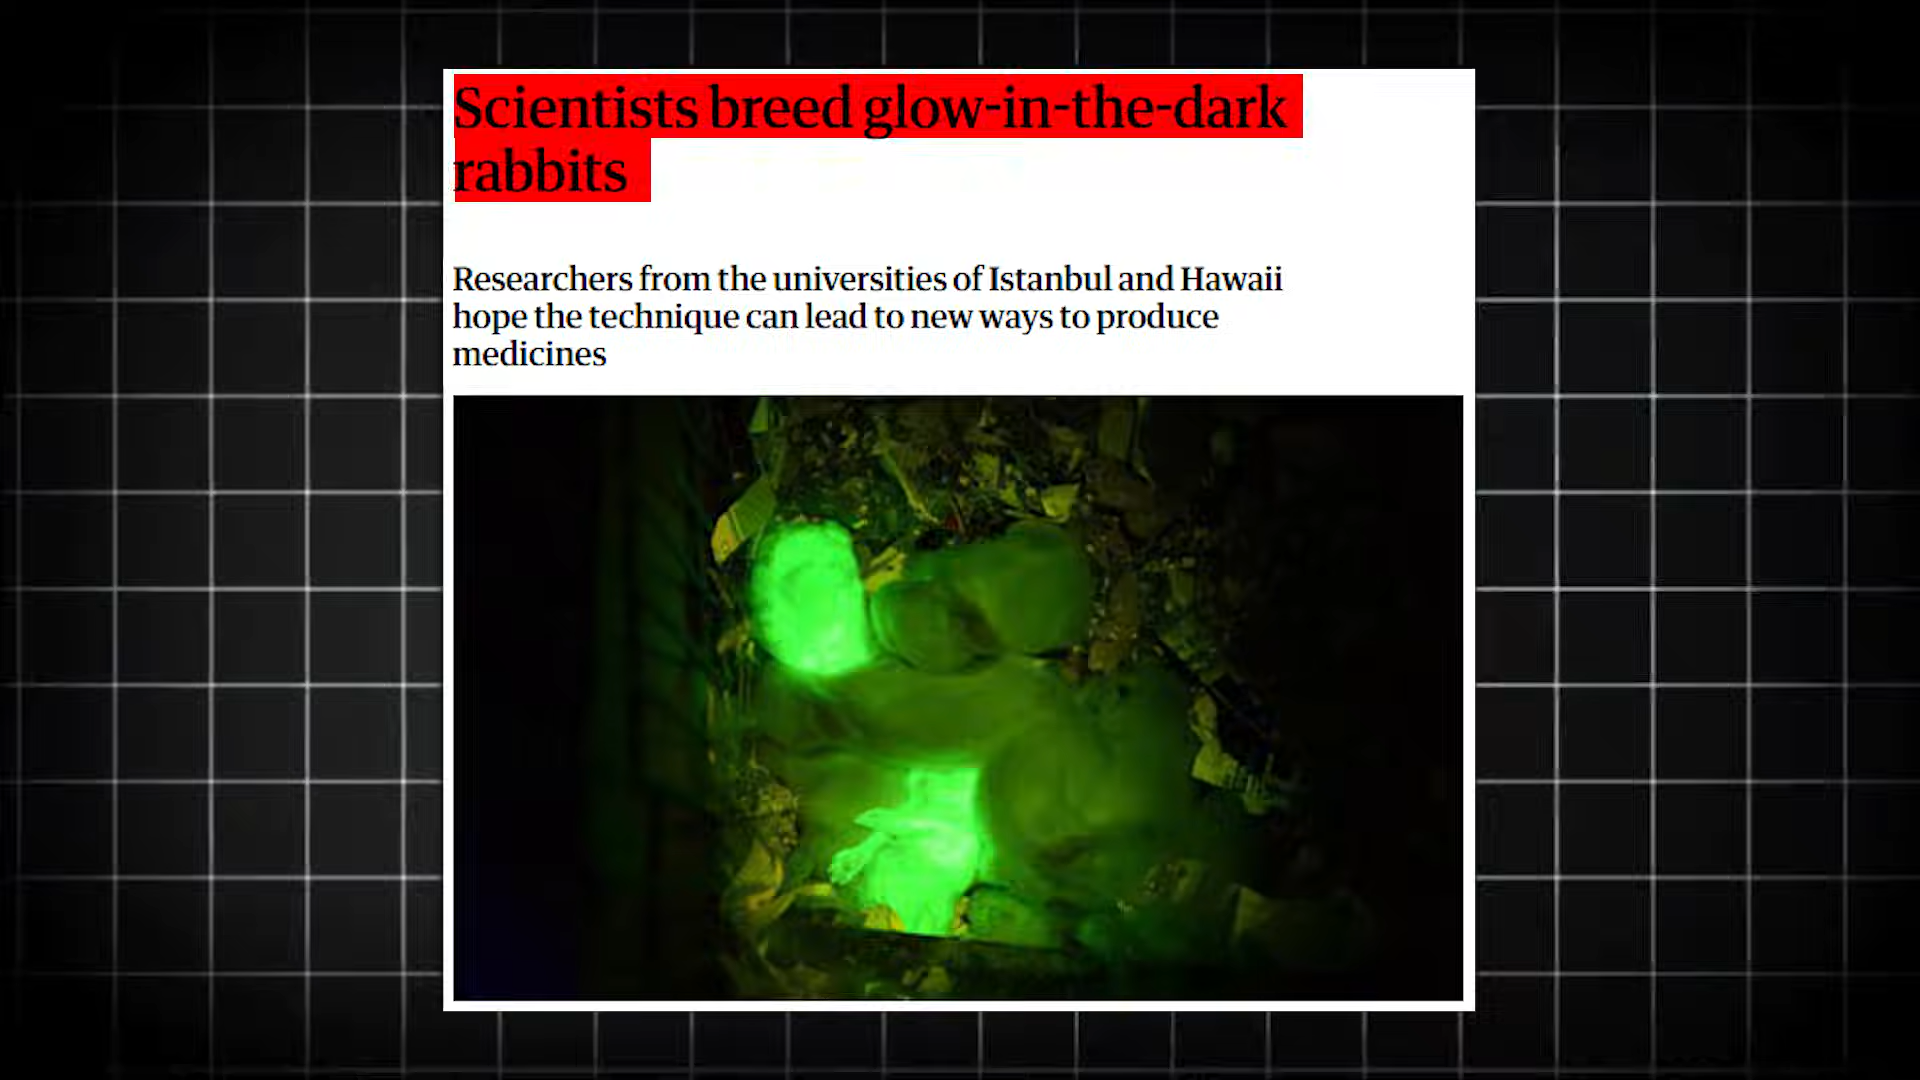 Scientists breed glow-in-the-dark
rabbits
Researchers from the universities of Istanbul and Hawaii
hope the technique can lead to new ways to produce
medicines